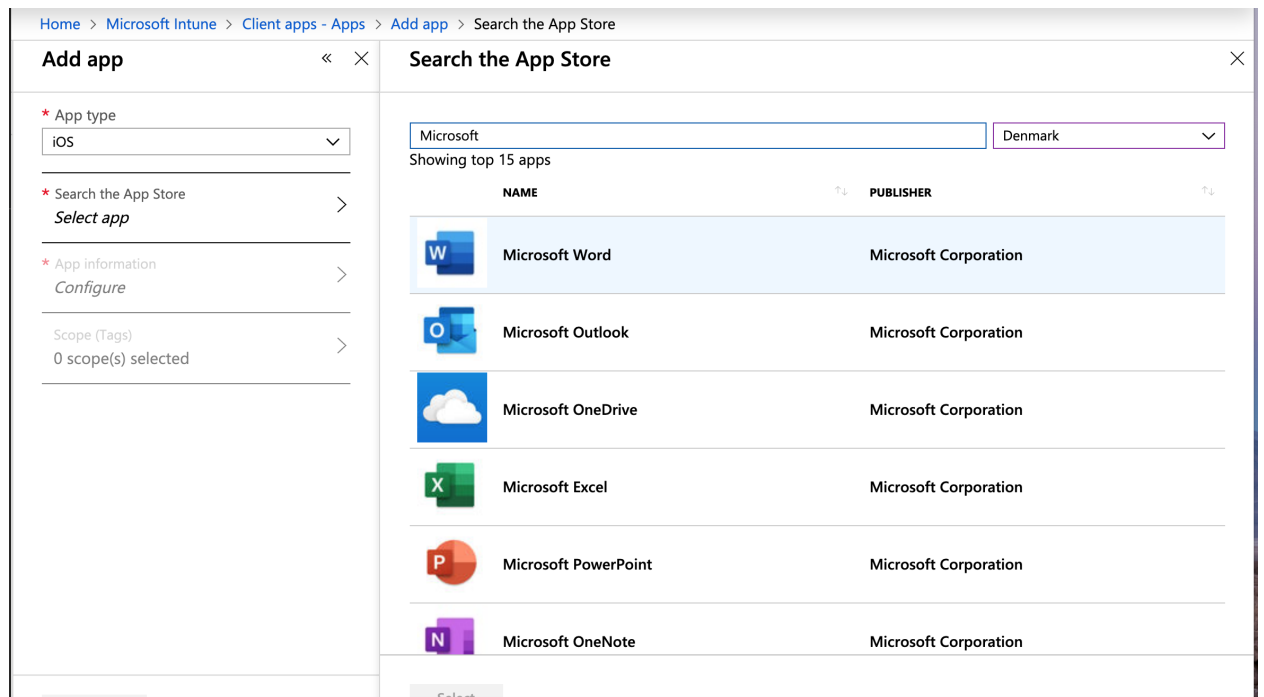 Home > Microsoft Intune > Client apps - Apps > Add app > Search the App Store
Add app
« ×
* App type
iOS
* Search the App Store
Select app
* App information
Configure
Scope (Tags)
0 scope(s) selected
Search the App Store
×
Microsoft
Denmark
Showing top 15 apps
NAME ↑↓ PUBLISHER ↑↓
W Microsoft Word Microsoft Corporation
O Microsoft Outlook Microsoft Corporation
Microsoft OneDrive Microsoft Corporation
X Microsoft Excel Microsoft Corporation
P Microsoft PowerPoint Microsoft Corporation
N Microsoft OneNote Microsoft Corporation
Select